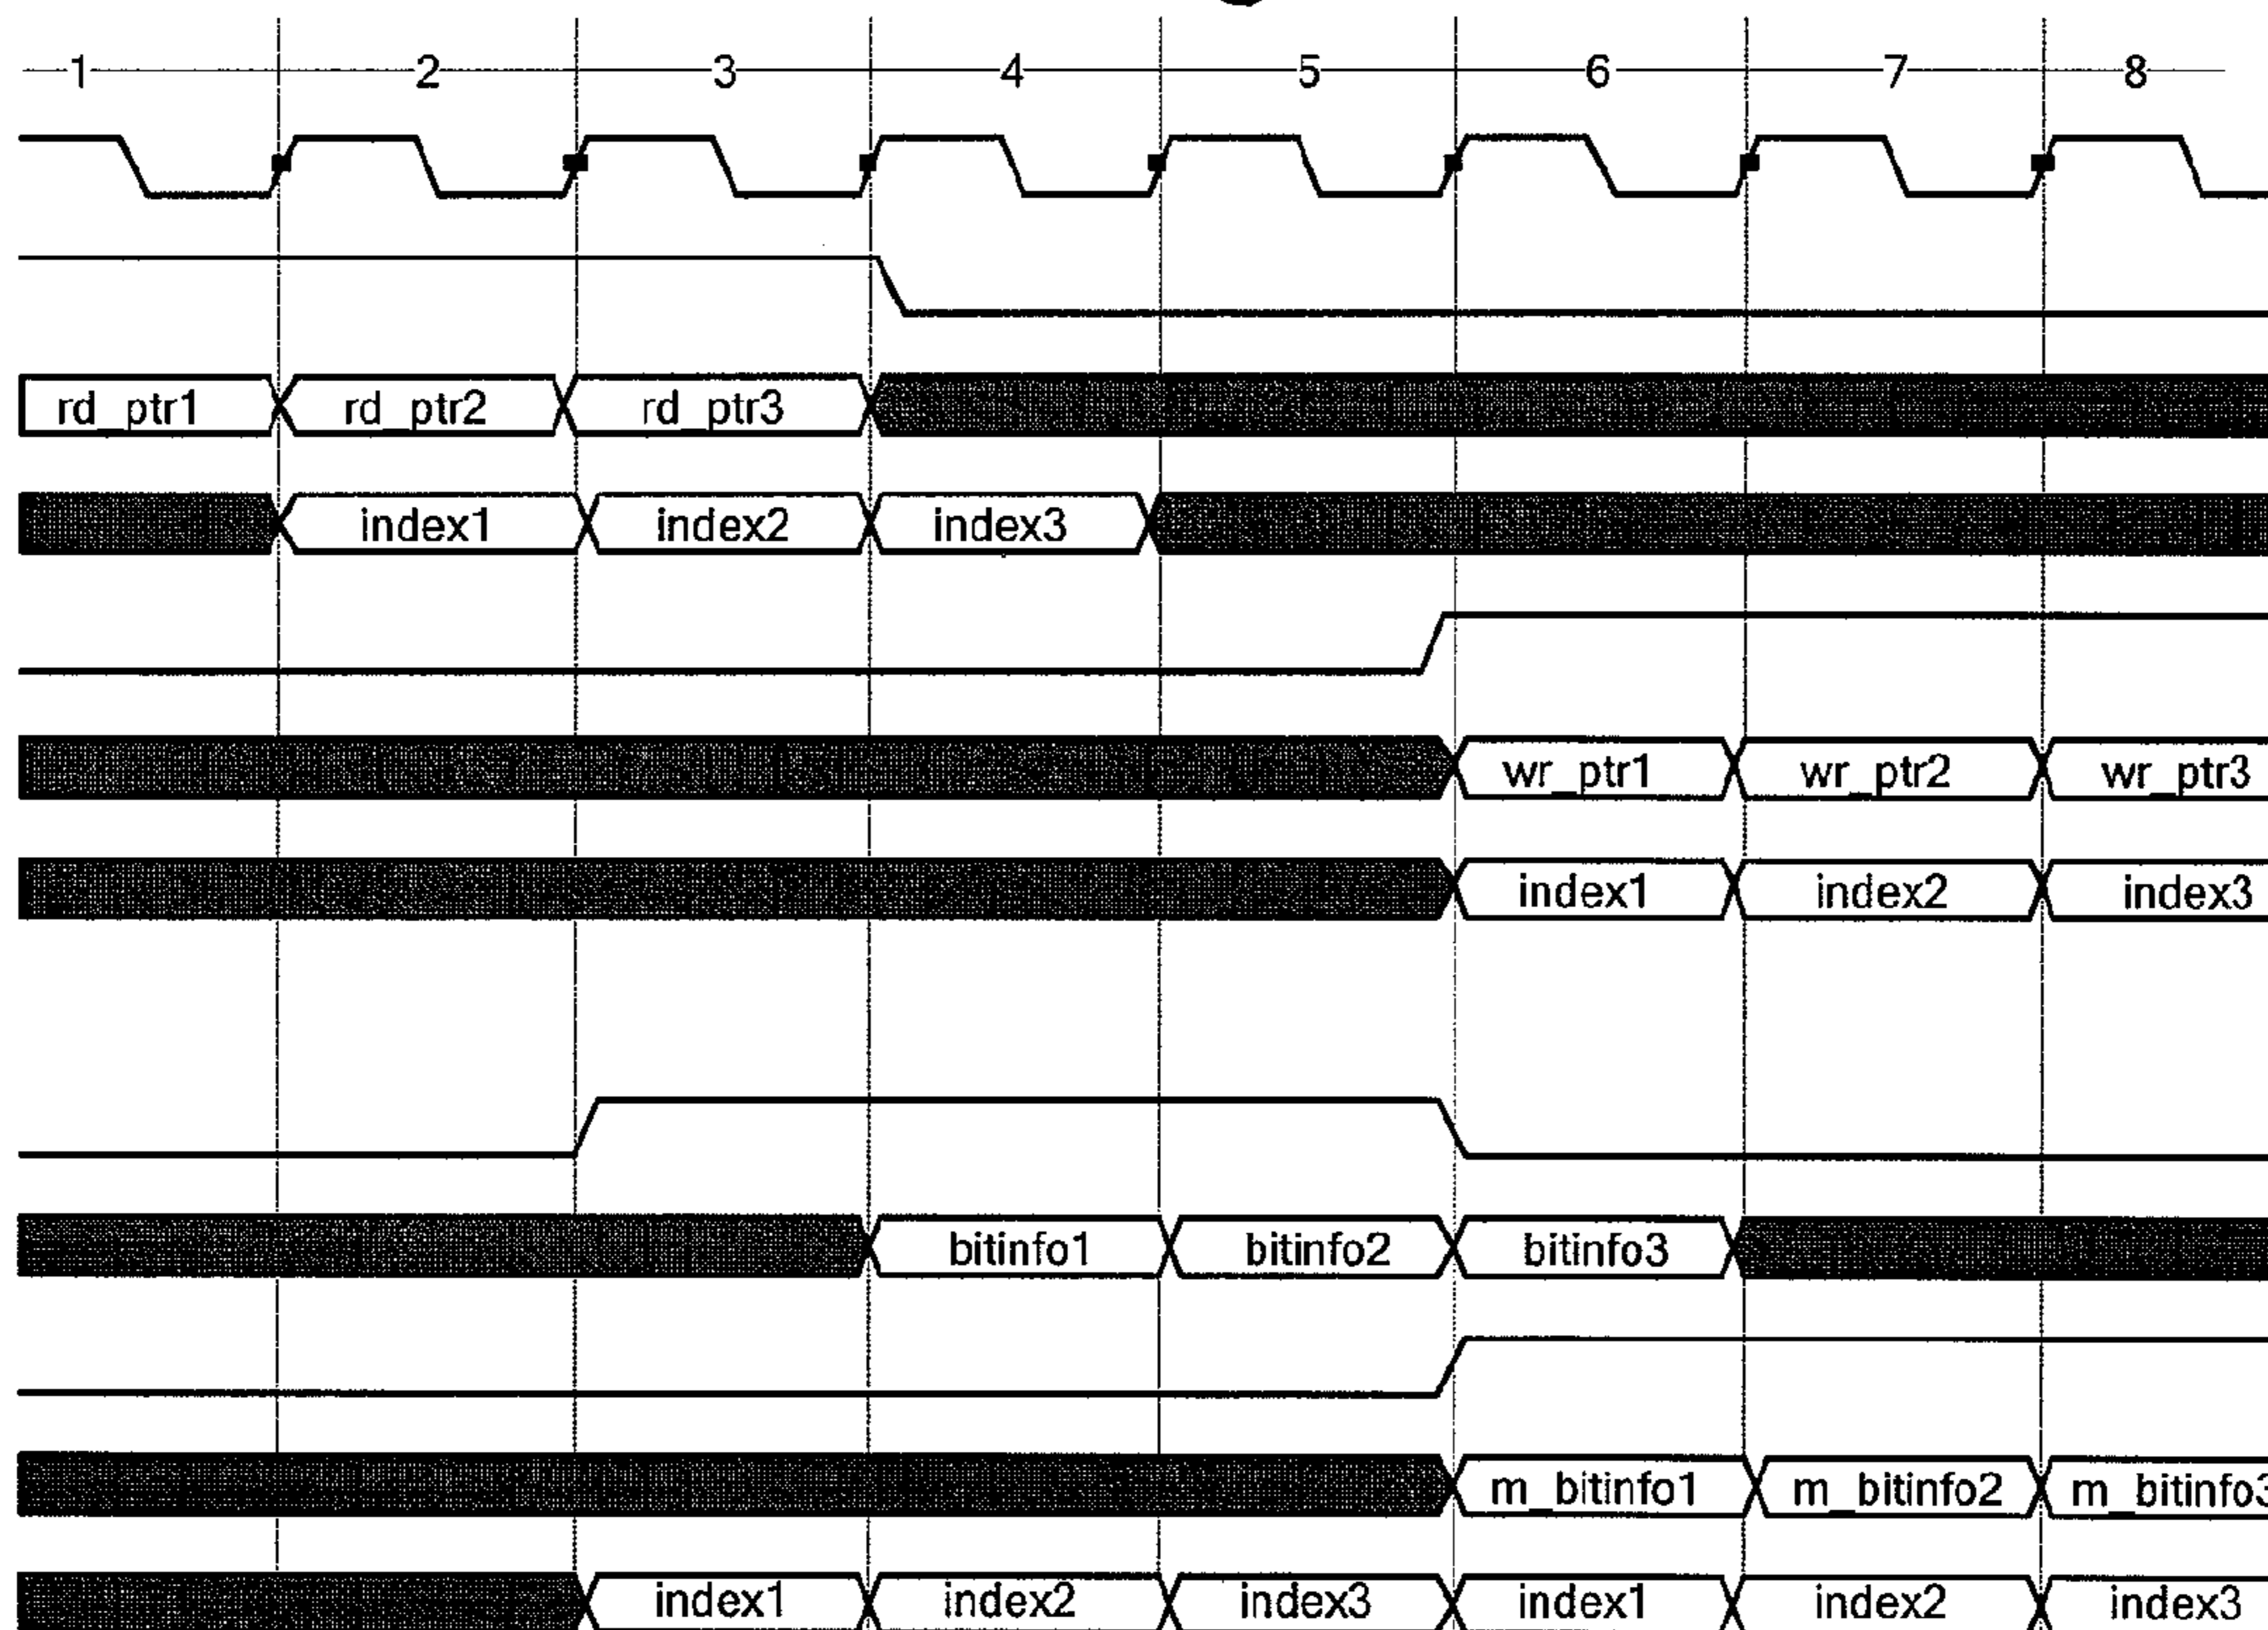 1 2 3 4 5 6 7 8
rd_ptr1 rd_ptr2 rd_ptr3
index1 index2 index3
wr_ptr1 wr_ptr2 wr_ptr3
index1 index2 index3
bitinfo1 bitinfo2 bitinfo3
m_bitinfo1 m_bitinfo2 m_bitinfo3
index1 index2 index3 index1 index2 index3